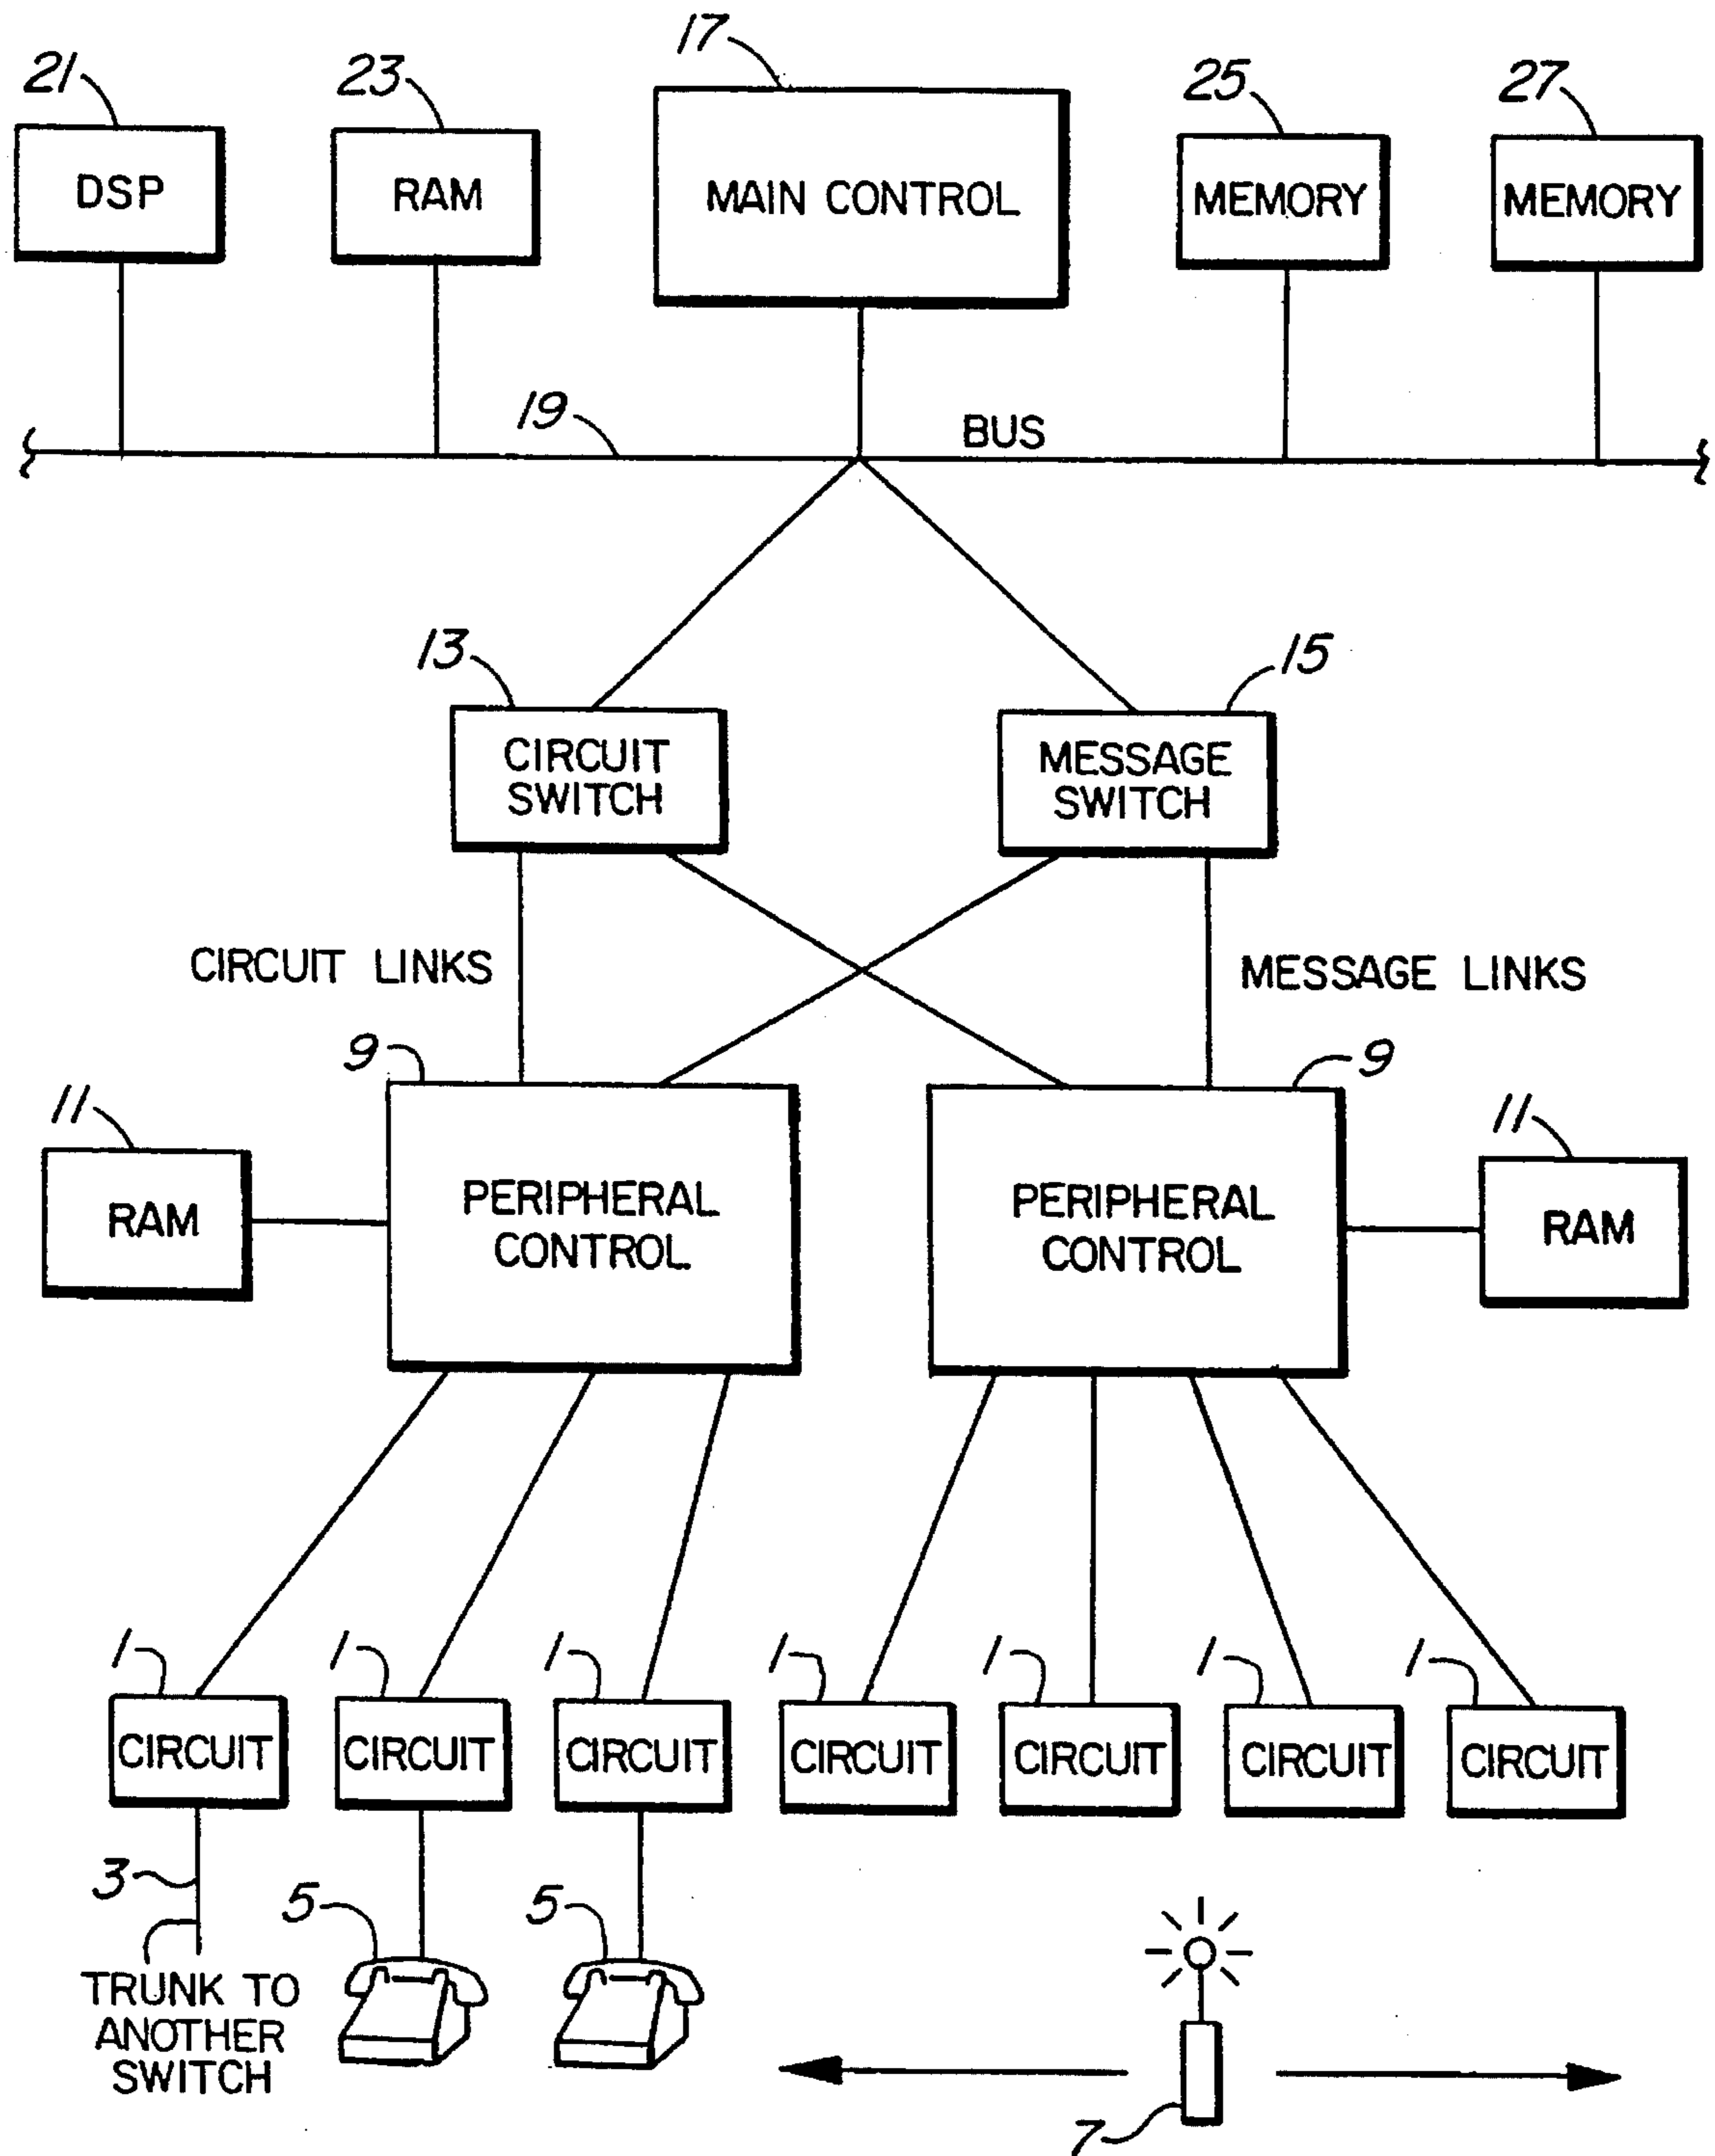 17
21
23
25
27
DSP
RAM
MAIN CONTROL
MEMORY
MEMORY
19
BUS
13
15
CIRCUIT
SWITCH
MESSAGE
SWITCH
CIRCUIT LINKS
MESSAGE LINKS
9
9
11
11
RAM
PERIPHERAL
CONTROL
PERIPHERAL
CONTROL
RAM
1
1
1
1
1
1
1
CIRCUIT
CIRCUIT
CIRCUIT
CIRCUIT
CIRCUIT
CIRCUIT
CIRCUIT
3
5
5
TRUNK TO
ANOTHER
SWITCH
7